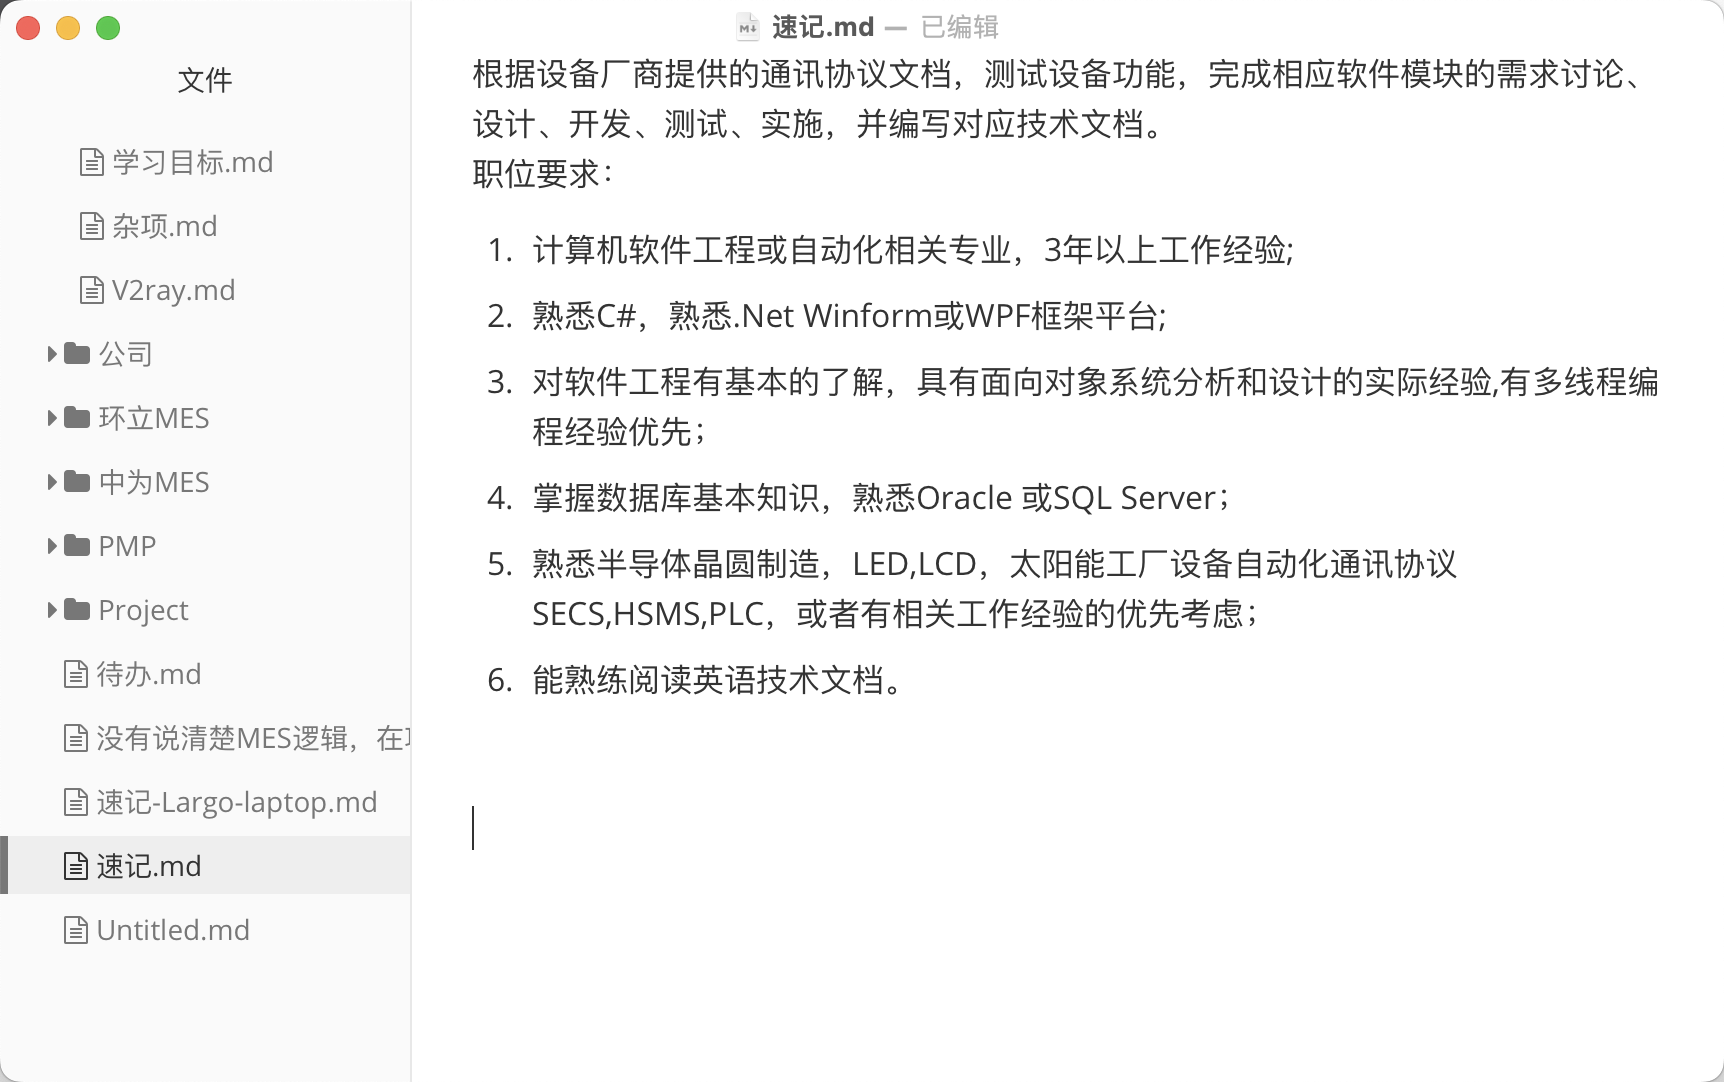 速记.md — 已编辑
文件
学习目标.md
杂项.md
V2ray.md
公司
环立MES
中为MES
PMP
Project
待办.md
没有说清楚MES逻辑，在
速记-Largo-laptop.md
速记.md
Untitled.md
根据设备厂商提供的通讯协议文档，测试设备功能，完成相应软件模块的需求讨论、
设计、开发、测试、实施，并编写对应技术文档。
职位要求：
1. 计算机软件工程或自动化相关专业，3年以上工作经验;
2. 熟悉C#，熟悉.Net Winform或WPF框架平台;
3. 对软件工程有基本的了解，具有面向对象系统分析和设计的实际经验,有多线程编
程经验优先；
4. 掌握数据库基本知识，熟悉Oracle 或SQL Server；
5. 熟悉半导体晶圆制造，LED,LCD，太阳能工厂设备自动化通讯协议
SECS,HSMS,PLC，或者有相关工作经验的优先考虑；
6. 能熟练阅读英语技术文档。